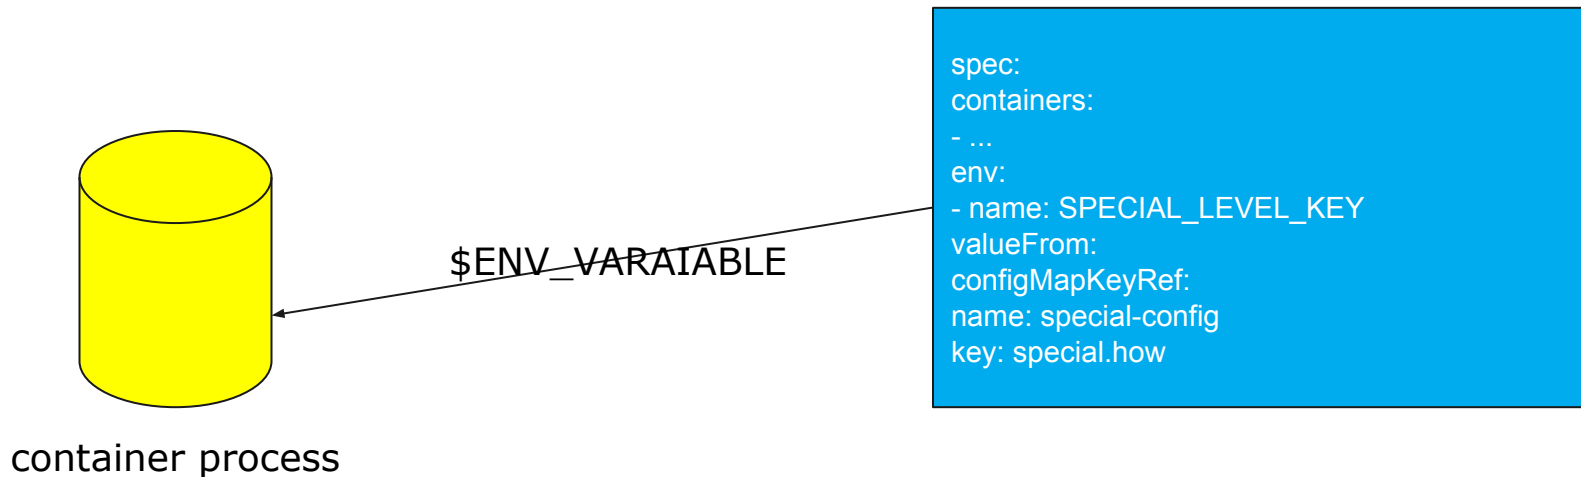 spec:
containers:
- ...
env:
- name: SPECIAL_LEVEL_KEY
valueFrom:
configMapKeyRef:
name: special-config
key: special.how
$ENV_VARAIABLE
container process